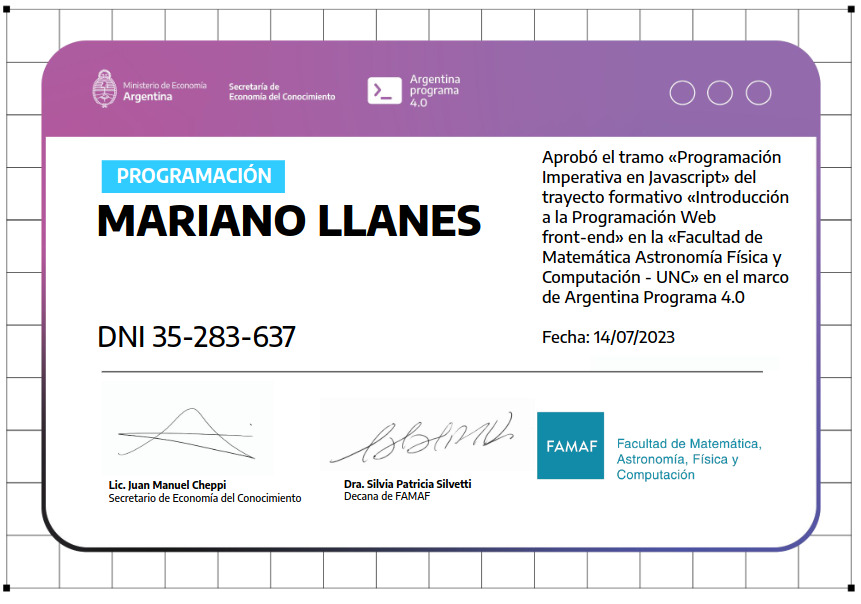 Ministerio de Economía
Argentina
Secretaría de
Economía del Conocimiento
Argentina
programa
4.0
PROGRAMACIÓN
MARIANO LLANES
DNI 35-283-637
Aprobó el tramo «Programación
Imperativa en Javascript» del
trayecto formativo «Introducción
a la Programación Web
front-end» en la «Facultad de
Matemática Astronomía Física y
Computación - UNC» en el marco
de Argentina Programa 4.0
Fecha: 14/07/2023
Lic. Juan Manuel Cheppi
Secretario de Economía del Conocimiento
Dra. Silvia Patricia Silvetti
Decana de FAMAF
FAMAF
Facultad de Matemática,
Astronomía, Física y
Computación